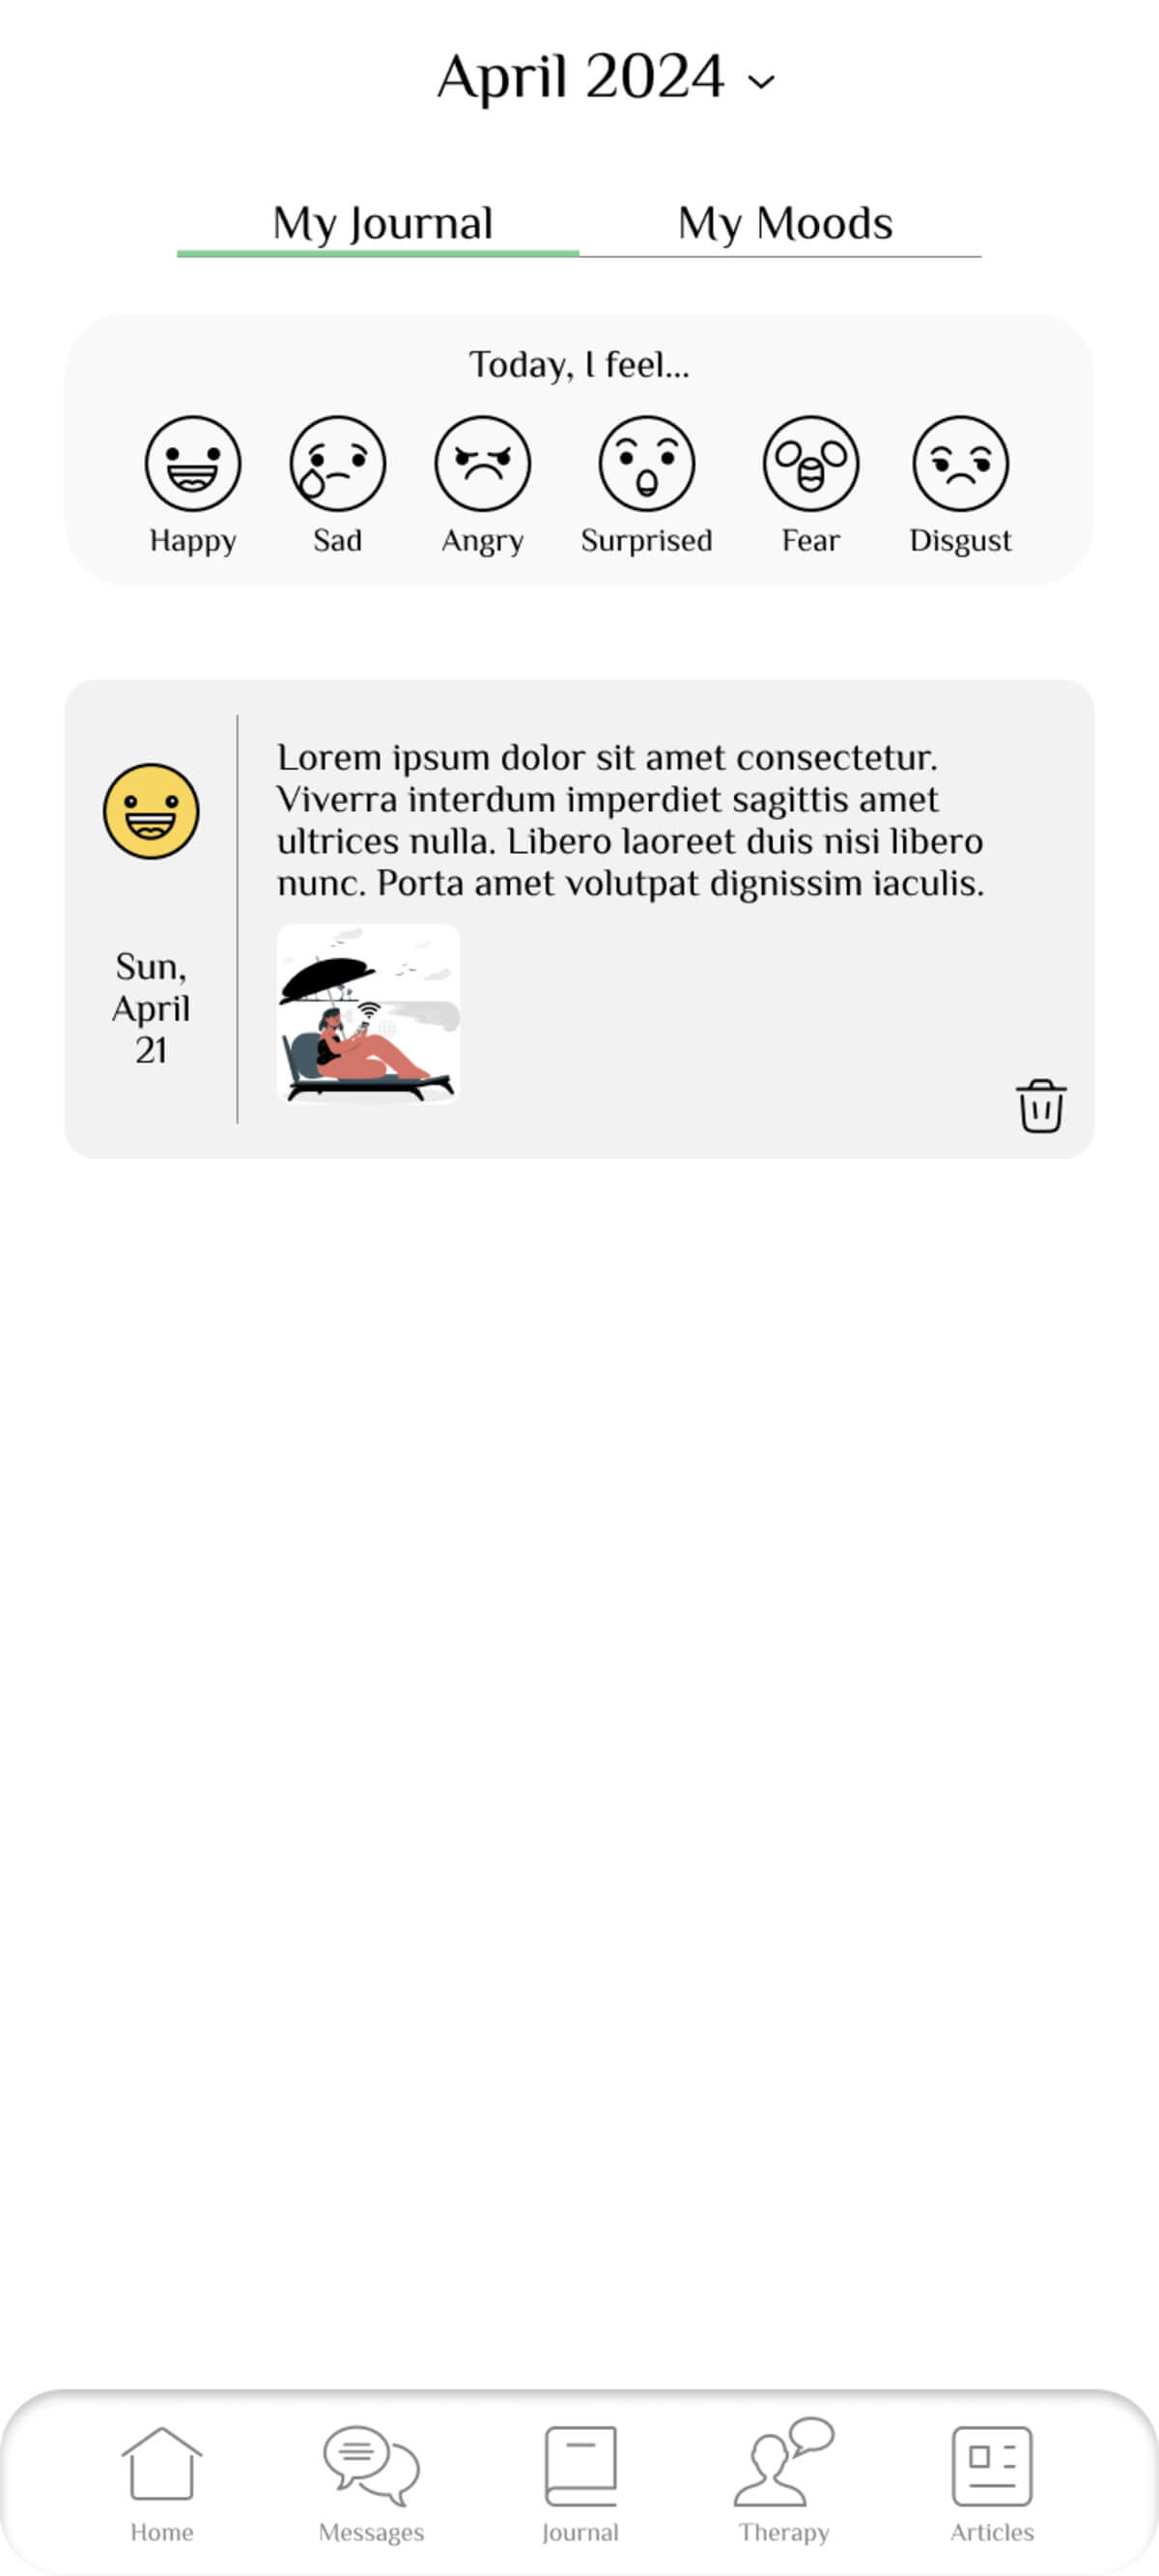 April 2024
My Journal
My Moods
Today, I feel...
Happy
Sad
Angry
Surprised
Fear
Disgust
Lorem ipsum dolor sit amet consectetur.
Viverra interdum imperdiet sagittis amet
ultrices nulla. Libero laoreet duis nisi libero
nunc. Porta amet volutpat dignissim iaculis.
Sun,
April
21
Home
Messages
Journal
Therapy
Articles